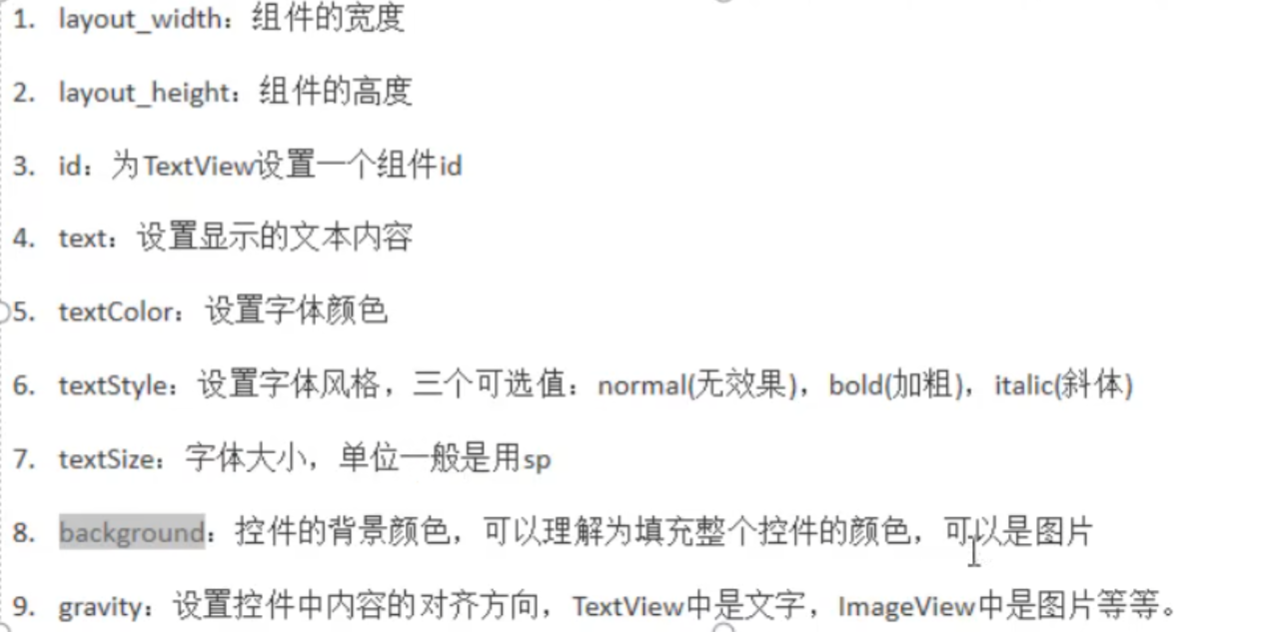 1. layout_width：组件的宽度
2. layout_height：组件的高度
3. id：为TextView设置一个组件id
4. text：设置显示的文本内容
5. textColor：设置字体颜色
6. textStyle：设置字体风格，三个可选值：normal(无效果)，bold(加粗)，italic(斜体)
7. textSize：字体大小，单位一般是用sp
8. background：控件的背景颜色，可以理解为填充整个控件的颜色，可以是图片
9. gravity：设置控件中内容的对齐方向，TextView中是文字，ImageView中是图片等等。